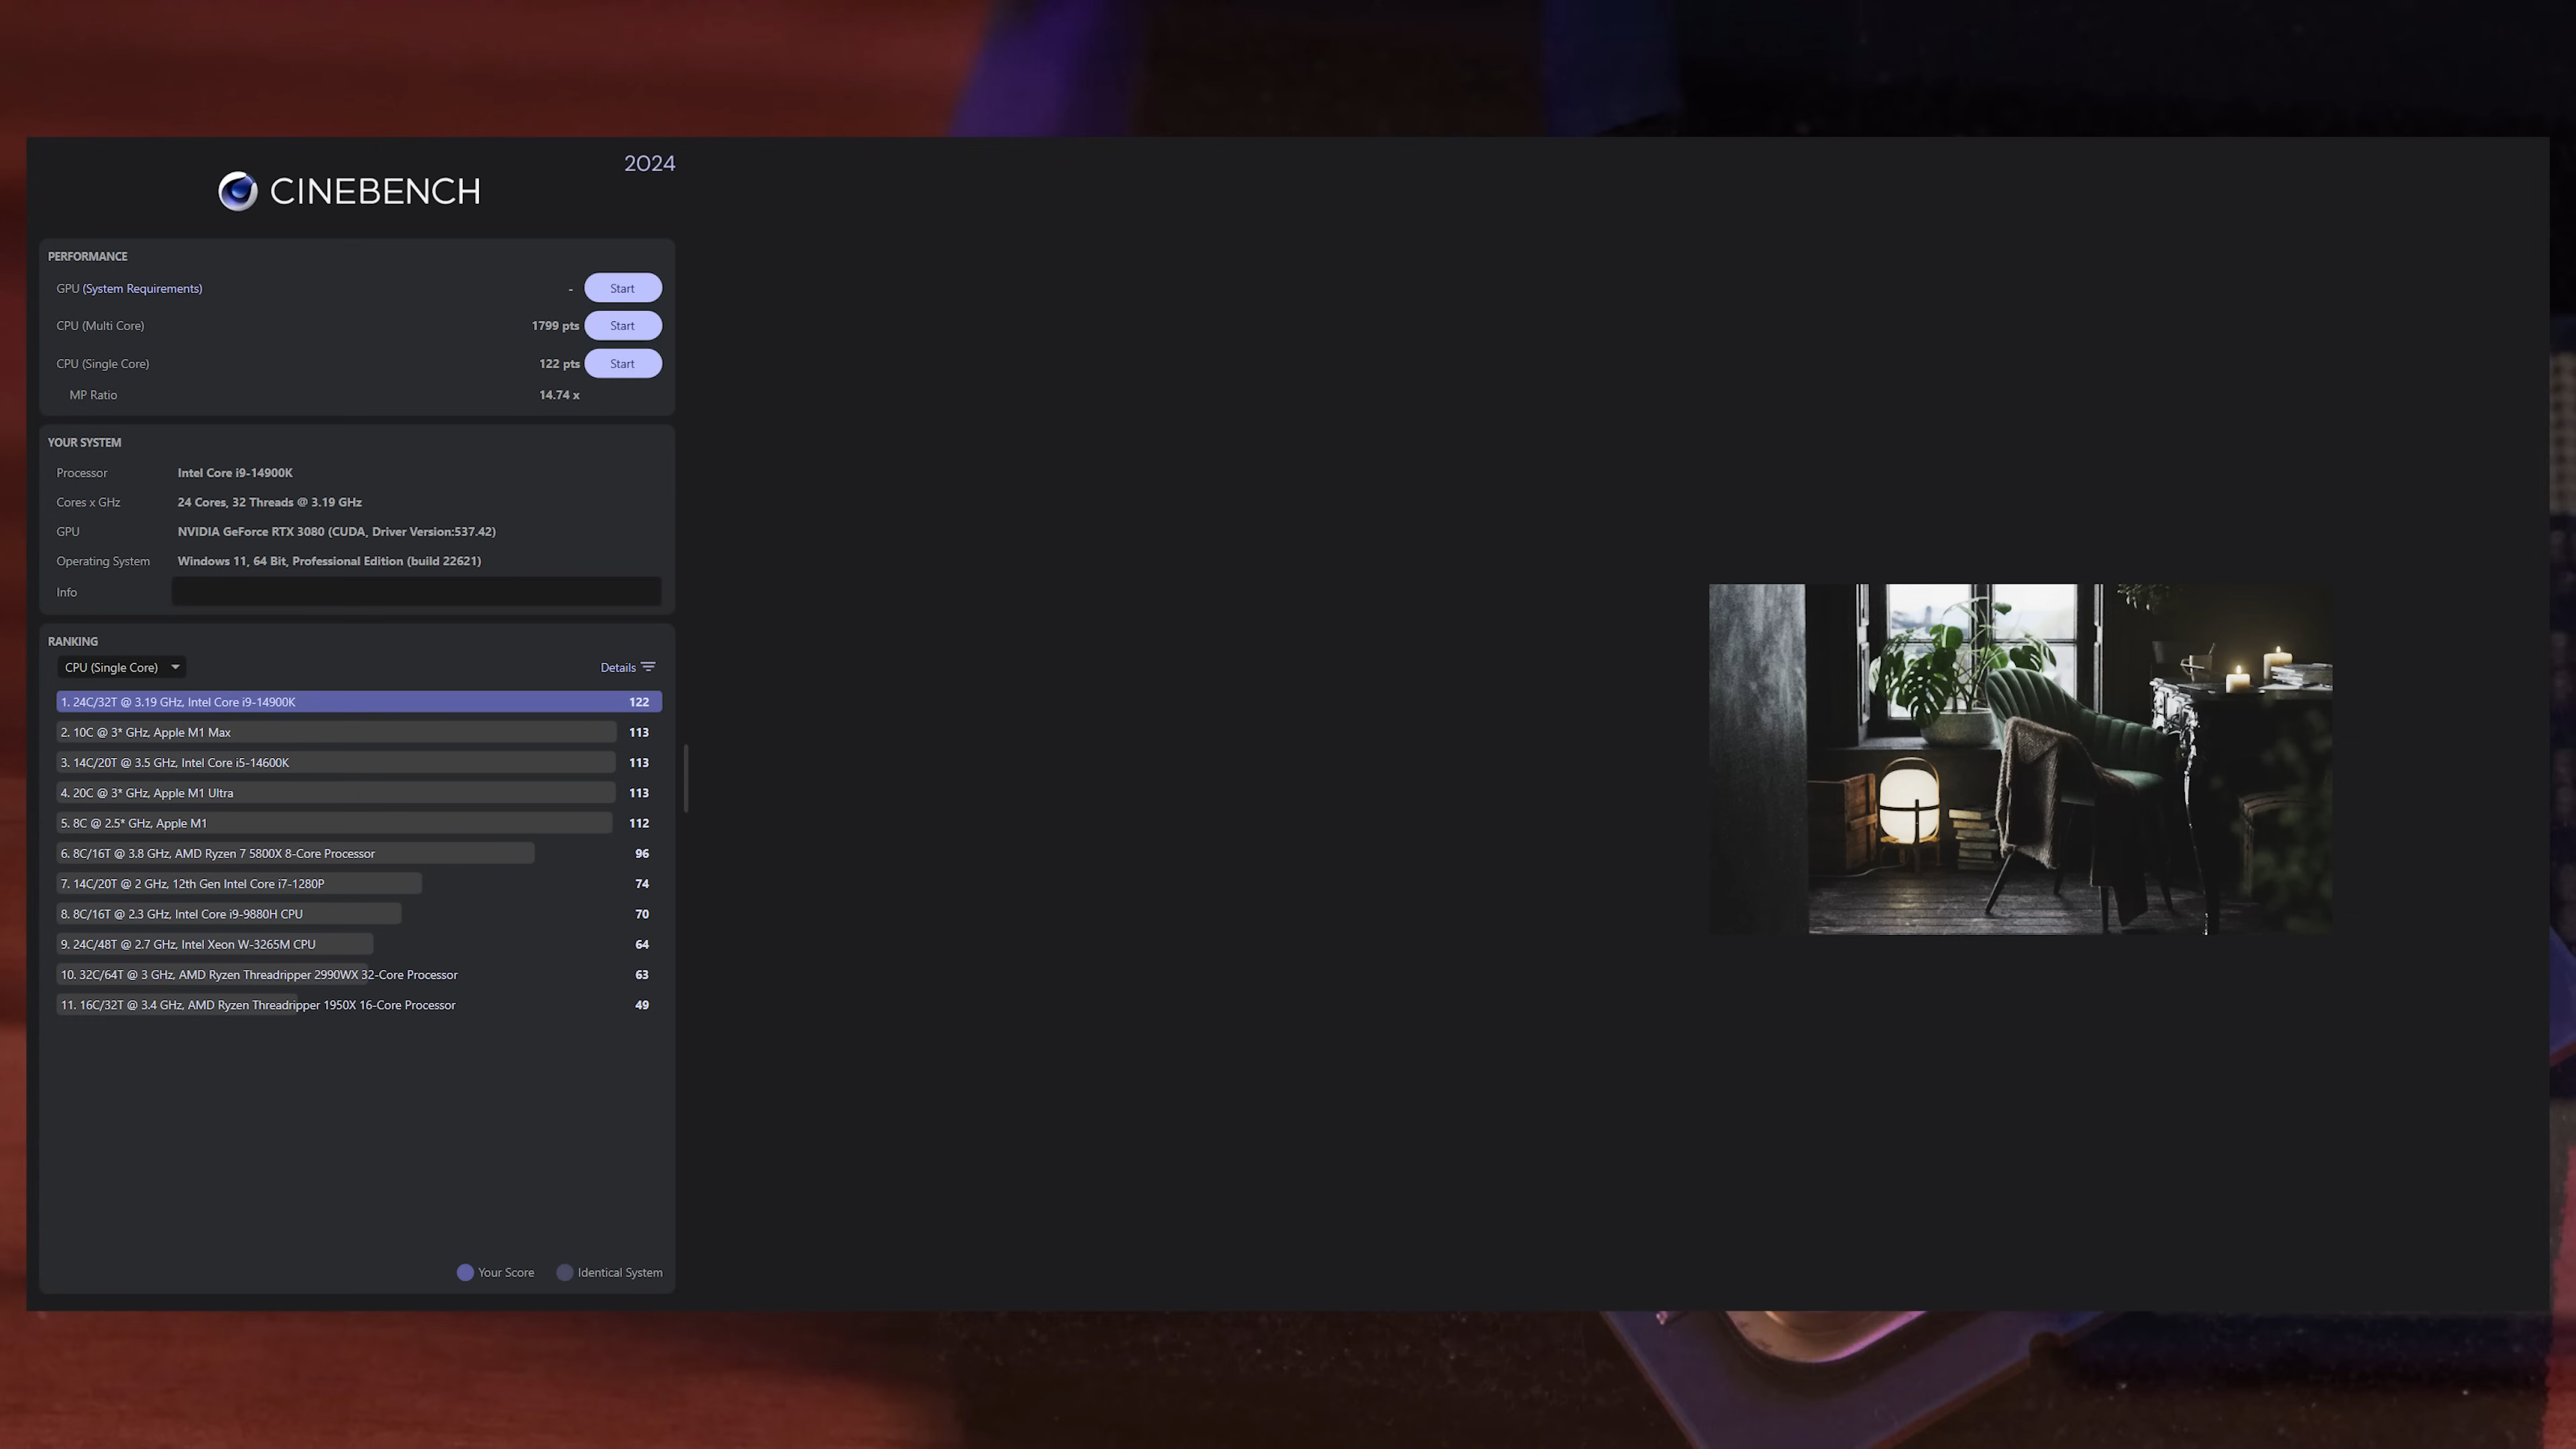 2024
CINEBENCH
PERFORMANCE
GPU (System Requirements) - Start
CPU (Multi Core) 1799 pts Start
CPU (Single Core) 122 pts Start
MP Ratio 14.74 x
YOUR SYSTEM
Processor Intel Core i9-14900K
Cores x GHz 24 Cores, 32 Threads @ 3.19 GHz
GPU NVIDIA GeForce RTX 3080 (CUDA, Driver Version:537.42)
Operating System Windows 11, 64 Bit, Professional Edition (build 22621)
Info
RANKING
CPU (Single Core) Details
1. 24C/32T @ 3.19 GHz, Intel Core i9-14900K 122
2. 10C @ 3* GHz, Apple M1 Max 113
3. 14C/20T @ 3.5 GHz, Intel Core i5-14600K 113
4. 20C @ 3* GHz, Apple M1 Ultra 113
5. 8C @ 2.5* GHz, Apple M1 112
6. 8C/16T @ 3.8 GHz, AMD Ryzen 7 5800X 8-Core Processor 96
7. 14C/20T @ 2 GHz, 12th Gen Intel Core i7-1280P 74
8. 8C/16T @ 2.3 GHz, Intel Core i9-9880H CPU 70
9. 24C/48T @ 2.7 GHz, Intel Xeon W-3265M CPU 64
10. 32C/64T @ 3 GHz, AMD Ryzen Threadripper 2990WX 32-Core Processor 63
11. 16C/32T @ 3.4 GHz, AMD Ryzen Threadripper 1950X 16-Core Processor 49
Your Score Identical System